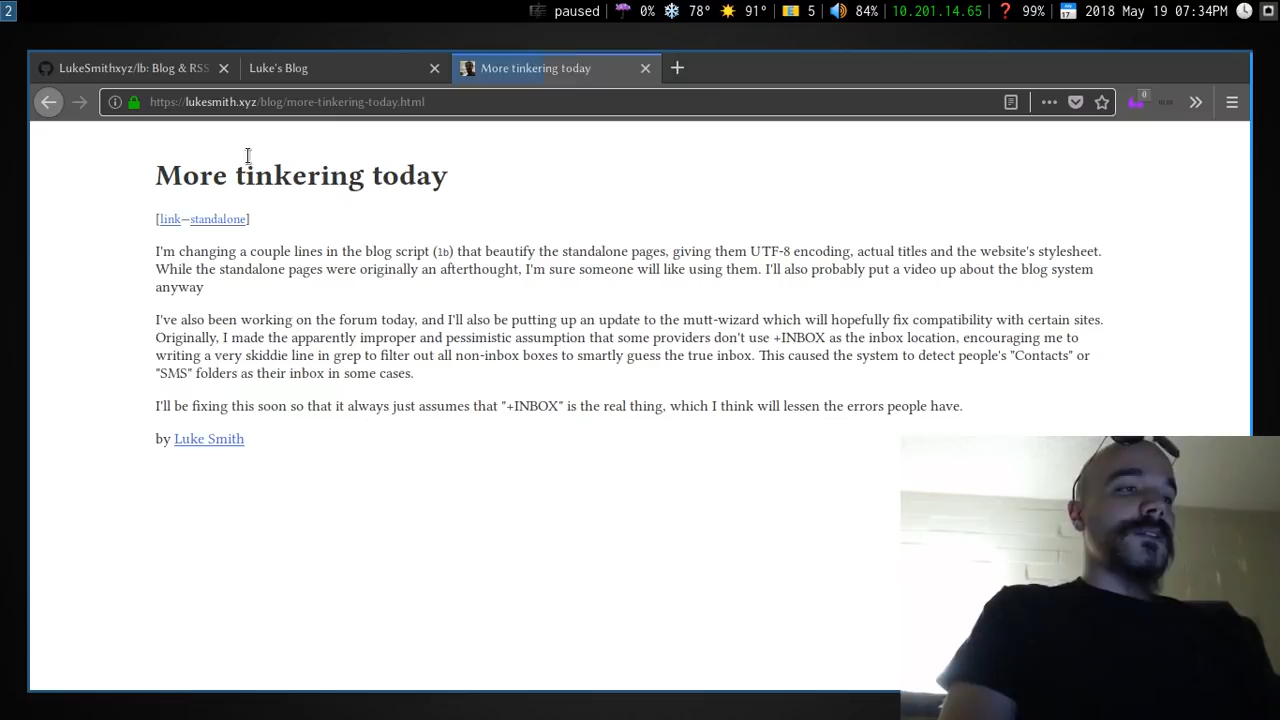 2
paused 0% 78° 91° 5 84% 10.201.14.65 99% 2018 May 19 07:34PM
LukeSmithxyz/lb: Blog & RSS
Luke's Blog
More tinkering today
https://lukesmith.xyz/blog/more-tinkering-today.html
0
More tinkering today
[link—standalone]
I'm changing a couple lines in the blog script (lb) that beautify the standalone pages, giving them UTF-8 encoding, actual titles and the website's stylesheet.
While the standalone pages were originally an afterthought, I'm sure someone will like using them. I'll also probably put a video up about the blog system
anyway
I've also been working on the forum today, and I'll also be putting up an update to the mutt-wizard which will hopefully fix compatibility with certain sites.
Originally, I made the apparently improper and pessimistic assumption that some providers don't use +INBOX as the inbox location, encouraging me to
writing a very skiddie line in grep to filter out all non-inbox boxes to smartly guess the true inbox. This caused the system to detect people's "Contacts" or
"SMS" folders as their inbox in some cases.
I'll be fixing this soon so that it always just assumes that "+INBOX" is the real thing, which I think will lessen the errors people have.
by Luke Smith